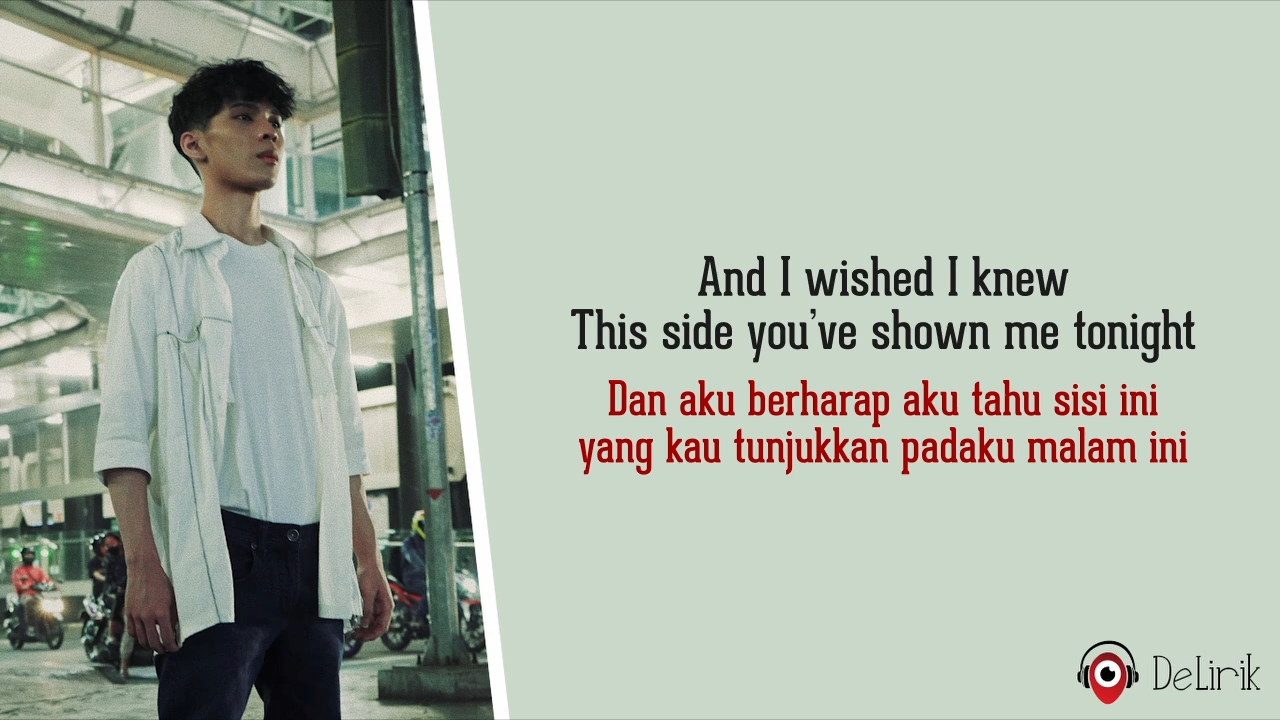 And I wished I knew
This side you've shown me tonight
Dan aku berharap aku tahu sisi ini
yang kau tunjukkan padaku malam ini
DeLirik